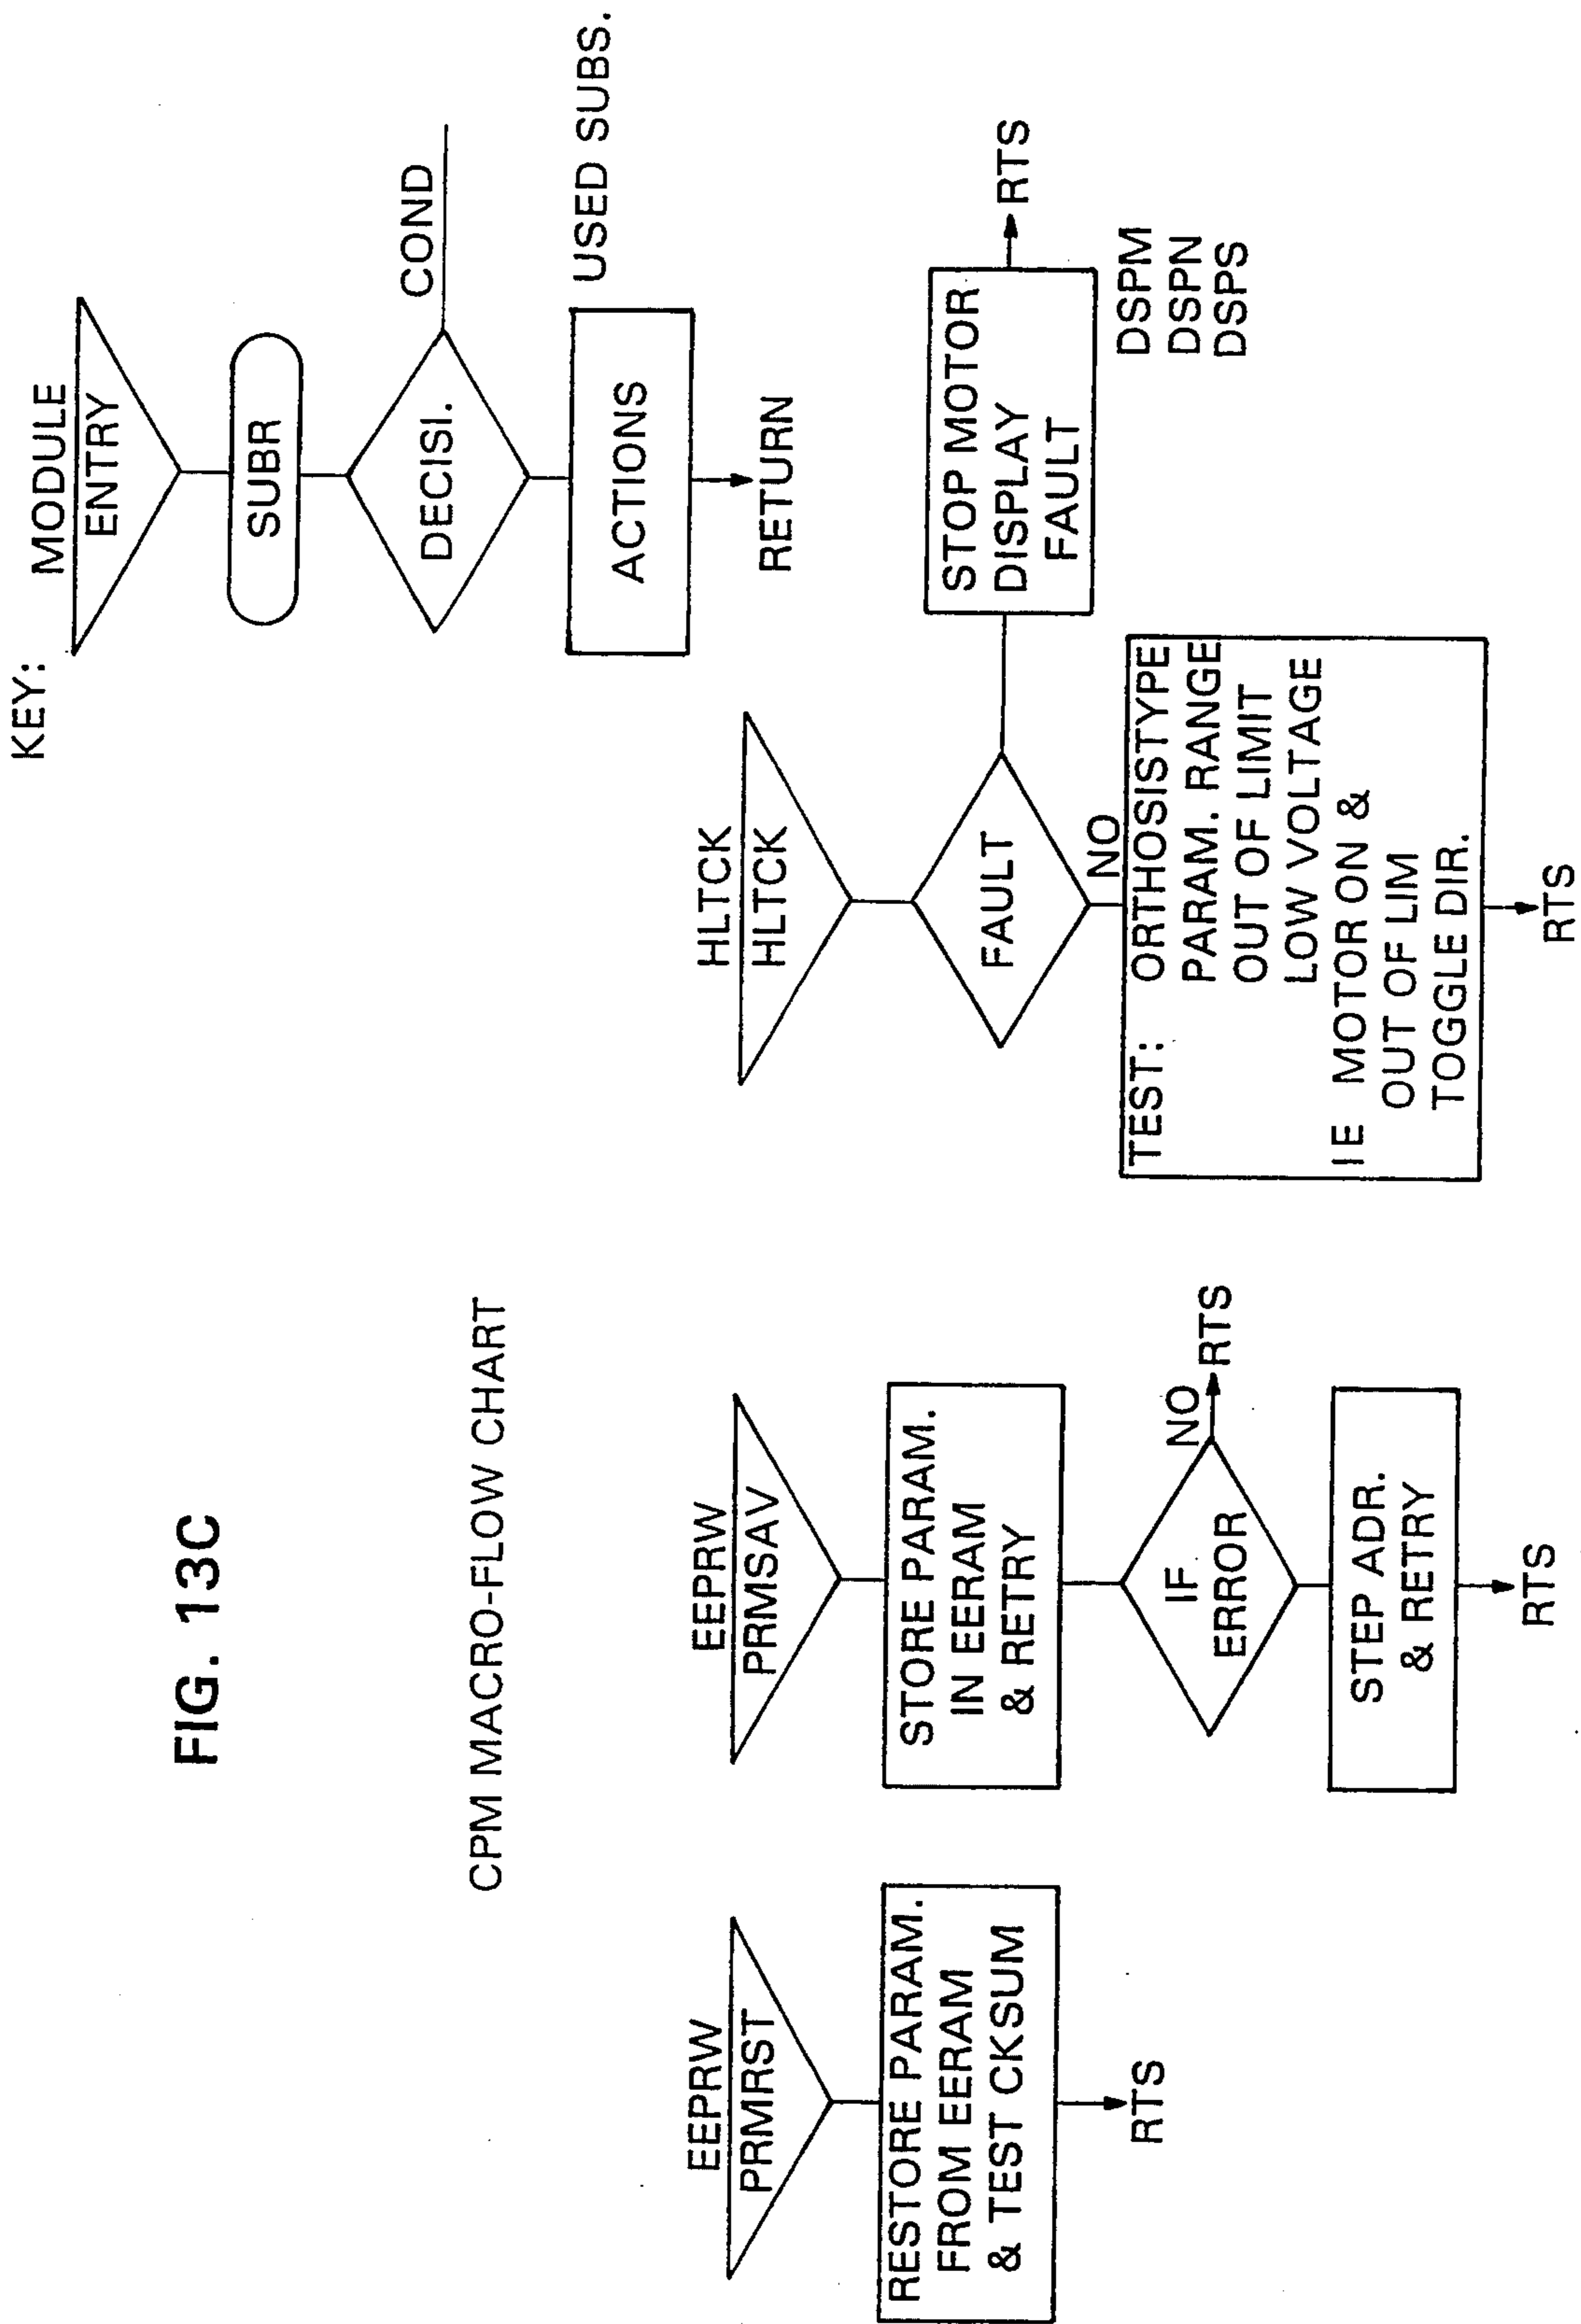 FIG. 13C
CPM MACRO-FLOW CHART
EEPRW
PRMRST
RESTORE PARAM.
FROM EERAM
& TEST CKSUM
RTS
EEPRW
PRMSAV
STORE PARAM.
IN EERAM
& RETRY
IF
ERROR
NO
RTS
STEP ADR.
& RETRY
RTS
HLTCK
HLTCK
FAULT
NO
STOP MOTOR
DISPLAY
FAULT
RTS
DSPM
DSPN
DSPS
TEST: ORTHOSISTYPE
PARAM. RANGE
OUT OF LIMIT
LOW VOLTAGE
IE MOTOR ON &
OUT OF LIM
TOGGLE DIR.
RTS
KEY:
MODULE
ENTRY
SUBR
DECISI.
COND
ACTIONS
USED SUBS.
RETURN